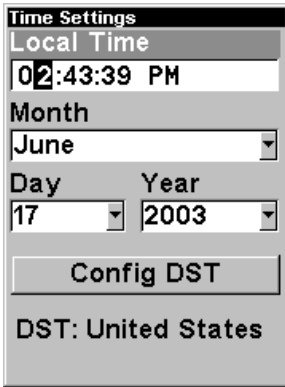 Time Settings
Local Time
02:43:39 PM
Month
June
Day Year
17 2003
Config DST
DST: United States